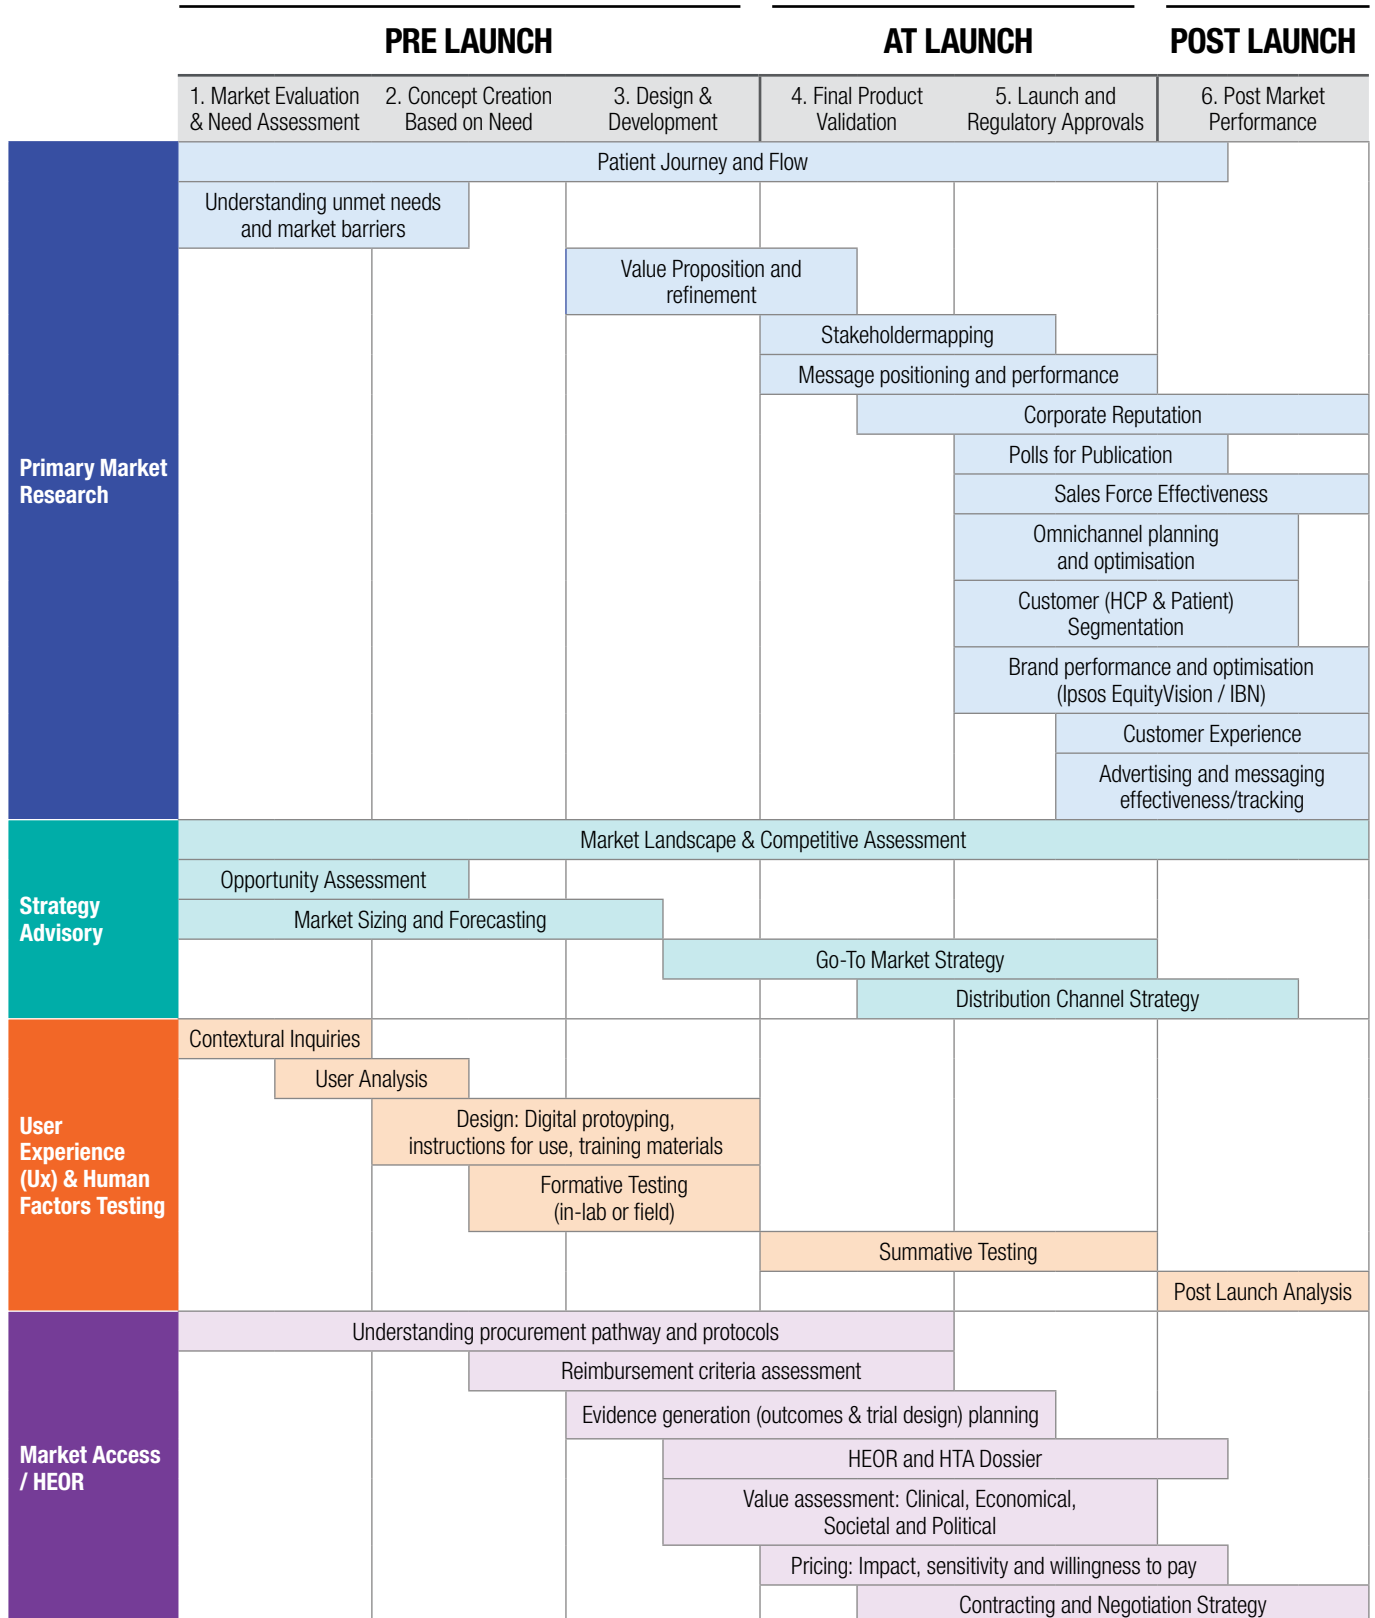 PRE LAUNCH
AT LAUNCH
POST LAUNCH
1. Market Evaluation
& Need Assessment
2. Concept Creation
Based on Need
3. Design &
Development
4. Final Product
Validation
5. Launch and
Regulatory Approvals
6. Post Market
Performance
Primary Market
Research
Patient Journey and Flow
Understanding unmet needs
and market barriers
Value Proposition and
refinement
Stakeholdermapping
Message positioning and performance
Corporate Reputation
Polls for Publication
Sales Force Effectiveness
Omnichannel planning
and optimisation
Customer (HCP & Patient)
Segmentation
Brand performance and optimisation
(Ipsos EquityVision / IBN)
Customer Experience
Advertising and messaging
effectiveness/tracking
Strategy
Advisory
Market Landscape & Competitive Assessment
Opportunity Assessment
Market Sizing and Forecasting
Go-To Market Strategy
Distribution Channel Strategy
User
Experience
(Ux) & Human
Factors Testing
Contextural Inquiries
User Analysis
Design: Digital protoyping,
instructions for use, training materials
Formative Testing
(in-lab or field)
Summative Testing
Post Launch Analysis
Market Access
/ HEOR
Understanding procurement pathway and protocols
Reimbursement criteria assessment
Evidence generation (outcomes & trial design) planning
HEOR and HTA Dossier
Value assessment: Clinical, Economical,
Societal and Political
Pricing: Impact, sensitivity and willingness to pay
Contracting and Negotiation Strategy